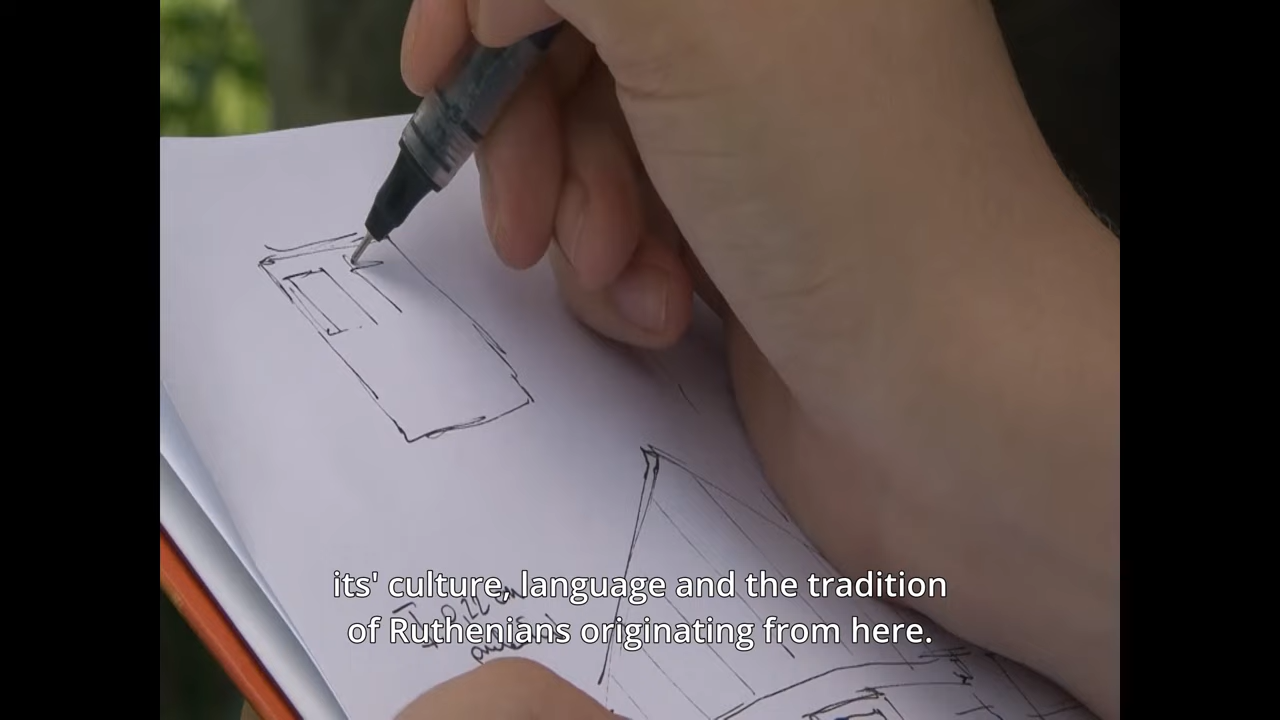 its' culture, language and the tradition
of Ruthenians originating from here.